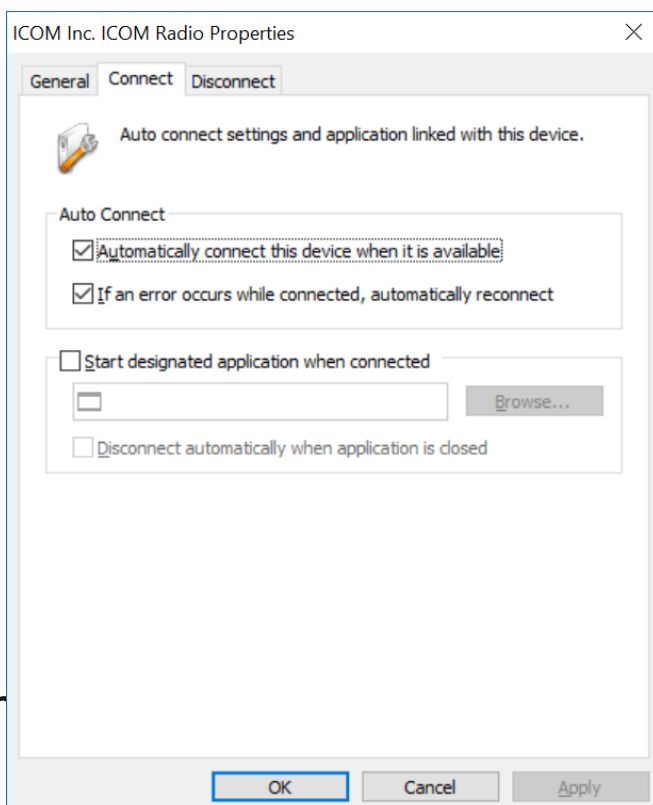 ICOM Inc. ICOM Radio Properties
General Connect Disconnect
Auto connect settings and application linked with this device.
Auto Connect
Automatically connect this device when it is available
If an error occurs while connected, automatically reconnect
Start designated application when connected
Browse...
Disconnect automatically when application is closed
OK Cancel Apply